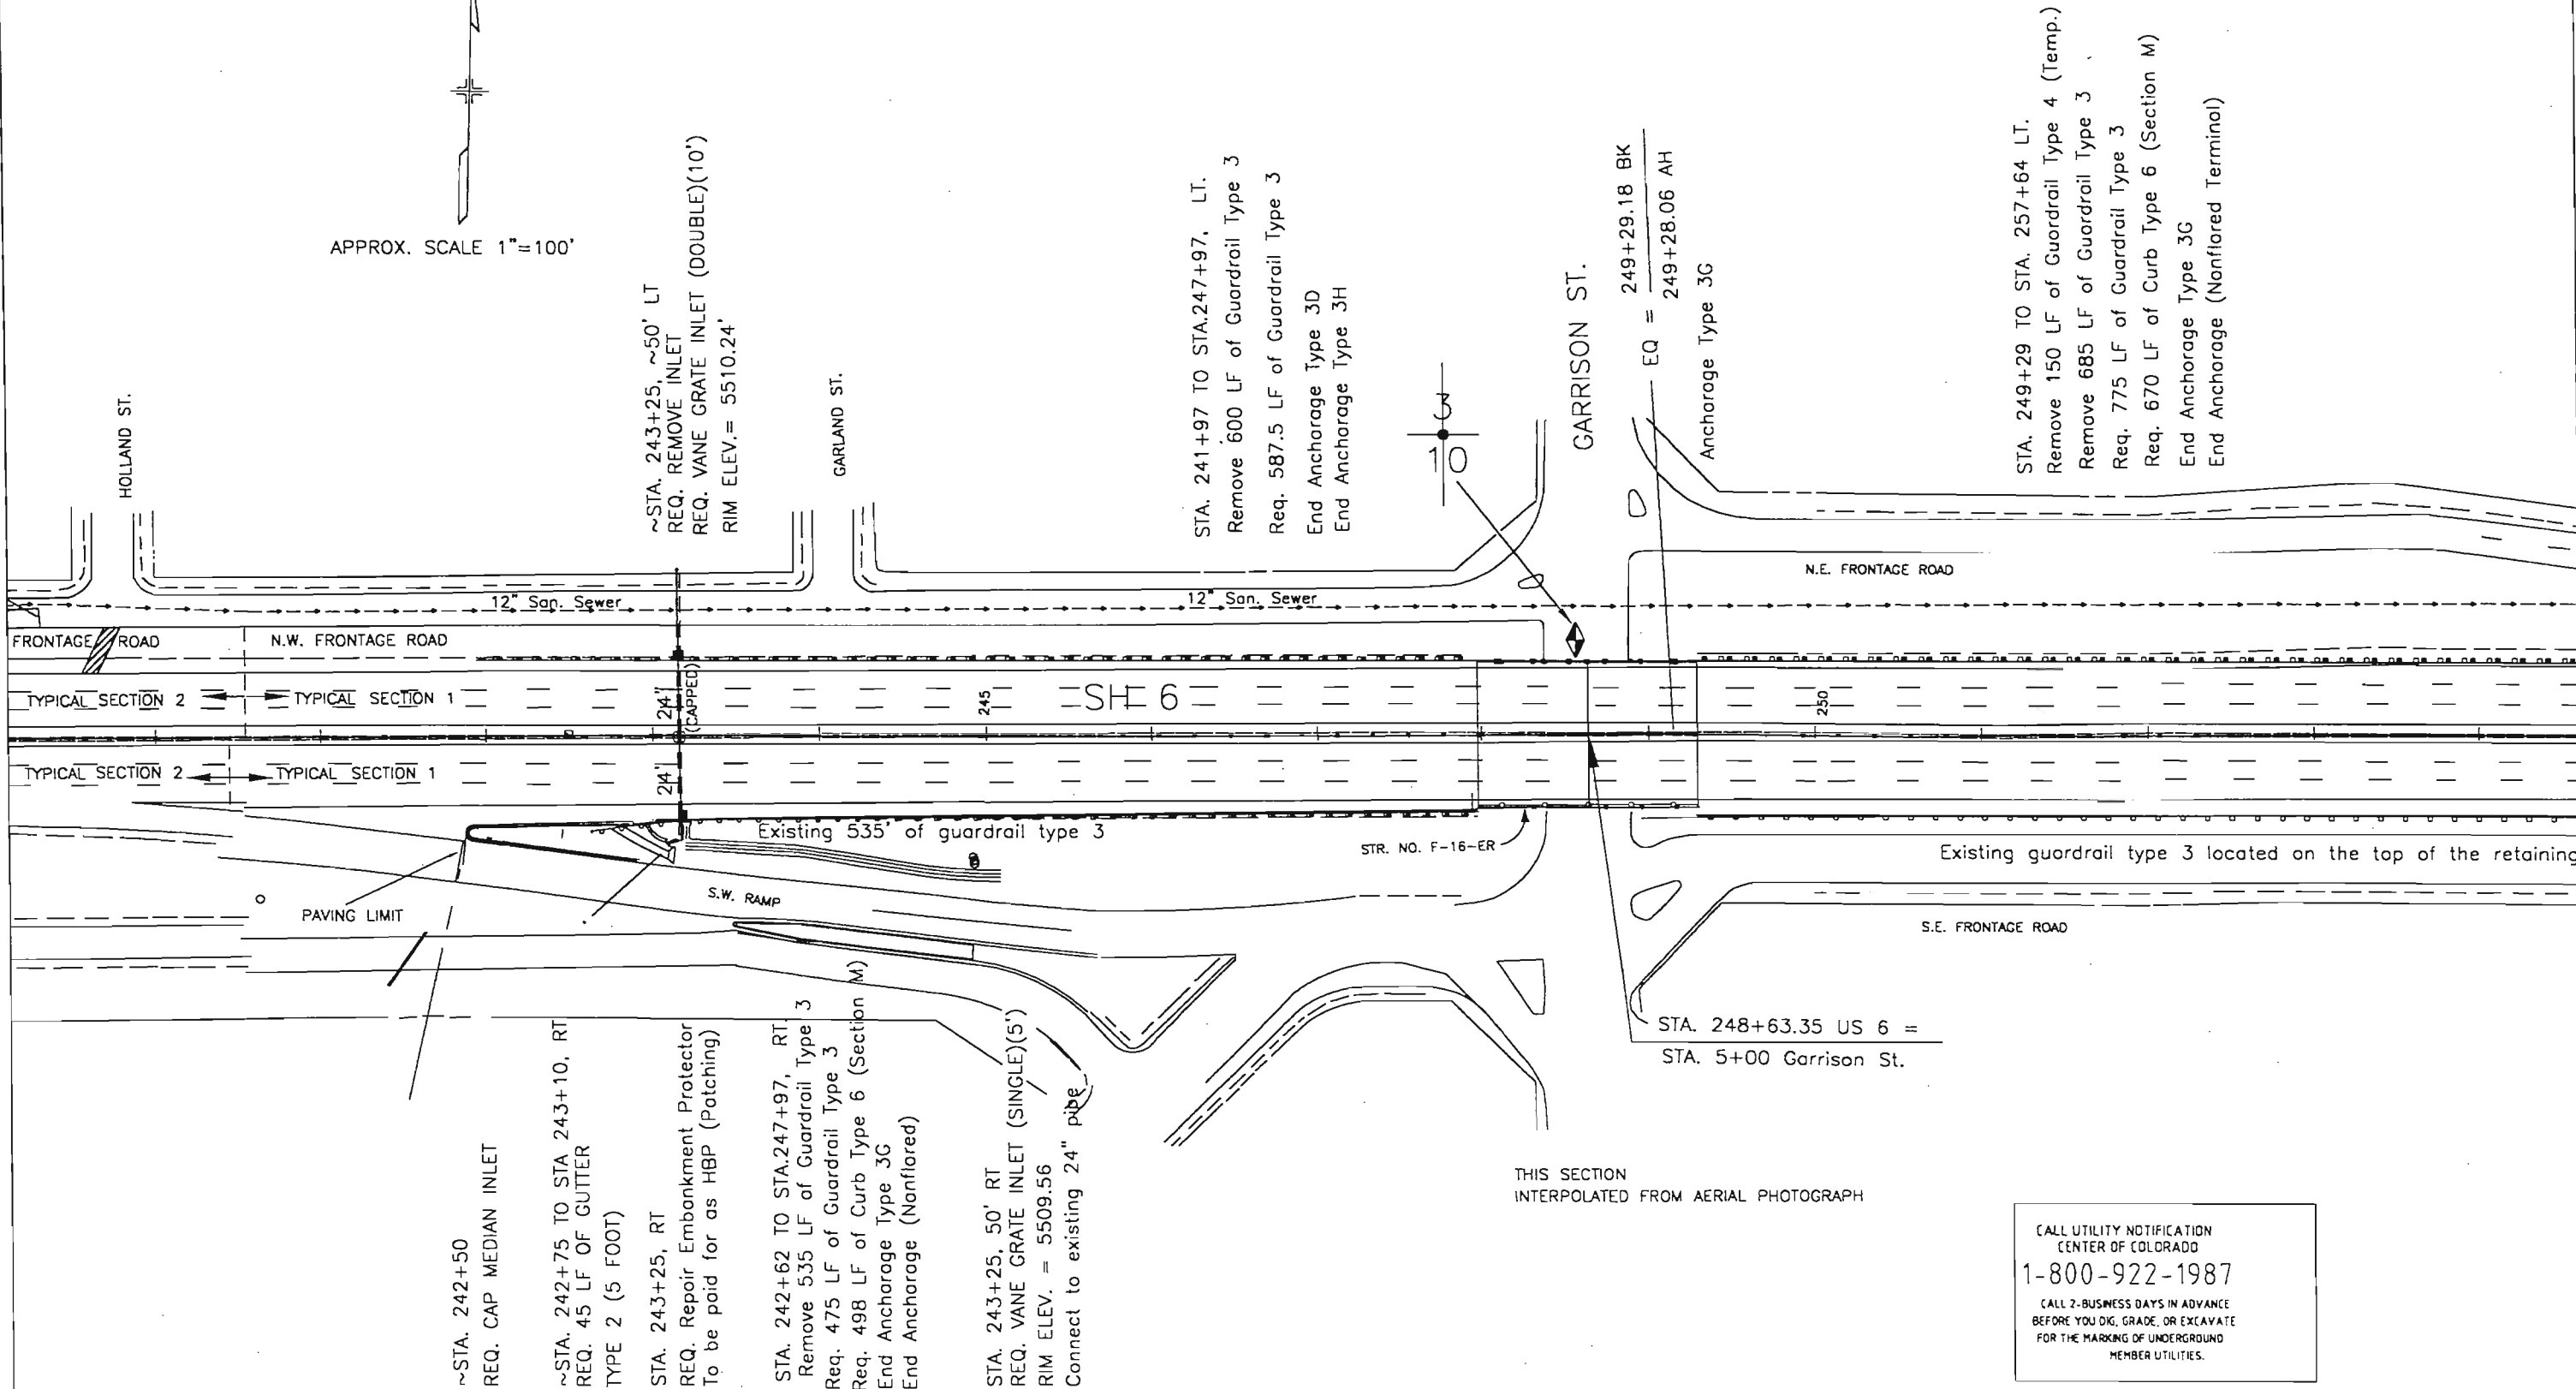 APPROX. SCALE 1"=100'
HOLLAND ST.
~STA. 243+25, ~50' LT
REQ. REMOVE INLET
REQ. VANE GRATE INLET (DOUBLE)(10')
RIM ELEV.= 5510.24'
GARLAND ST.
STA. 241+97 TO STA.247+97, LT.
Remove 600 LF of Guardrail Type 3
Req. 587.5 LF of Guardrail Type 3
End Anchorage Type 3D
End Anchorage Type 3H
3
10
GARRISON ST.
EQ =
249+29.18 BK
249+28.06 AH
Anchorage Type 3G
STA. 249+29 TO STA. 257+64 LT.
Remove 150 LF of Guardrail Type 4 (Temp.)
Remove 685 LF of Guardrail Type 3
Req. 775 LF of Guardrail Type 3
Req. 670 LF of Curb Type 6 (Section M)
End Anchorage Type 3G
End Anchorage (Nonflared Terminal)
N.E. FRONTAGE ROAD
12" San. Sewer
12" San. Sewer
FRONTAGE ROAD
N.W. FRONTAGE ROAD
TYPICAL SECTION 2
TYPICAL SECTION 1
24"
(CAPPED)
245
SH 6
250
TYPICAL SECTION 2
TYPICAL SECTION 1
24'
Existing 535' of guardrail type 3
STR. NO. F-16-ER
Existing guardrail type 3 located on the top of the retaining
S.W. RAMP
PAVING LIMIT
S.E. FRONTAGE ROAD
STA. 248+63.35 US 6 =
STA. 5+00 Garrison St.
~STA. 242+50
REQ. CAP MEDIAN INLET
~STA. 242+75 TO STA 243+10, RT
REQ. 45 LF OF GUTTER
TYPE 2 (5 FOOT)
STA. 243+25, RT
REQ. Repair Embankment Protector
To be paid for as HBP (Patching)
STA. 242+62 TO STA.247+97, RT.
Remove 535 LF of Guardrail Type 3
Req. 475 LF of Guardrail Type 3
Req. 498 LF of Curb Type 6 (Section M)
End Anchorage Type 3G
End Anchorage (Nonflared)
STA. 243+25, 50' RT
REQ. VANE GRATE INLET (SINGLE)(5')
RIM ELEV. = 5509.56
Connect to existing 24" pipe
THIS SECTION
INTERPOLATED FROM AERIAL PHOTOGRAPH
CALL UTILITY NOTIFICATION
CENTER OF COLORADO
1-800-922-1987
CALL 2-BUSINESS DAYS IN ADVANCE
BEFORE YOU DIG, GRADE, OR EXCAVATE
FOR THE MARKING OF UNDERGROUND
MEMBER UTILITIES.